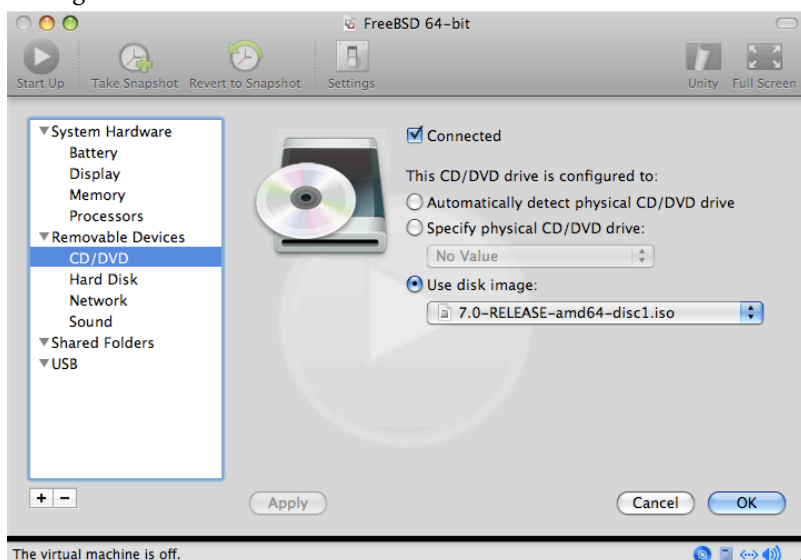 FreeBSD 64-bit
Start Up Take Snapshot Revert to Snapshot Settings Unity Full Screen
System Hardware
Battery
Display
Memory
Processors
Removable Devices
CD/DVD
Hard Disk
Network
Sound
Shared Folders
USB
Connected
This CD/DVD drive is configured to:
Automatically detect physical CD/DVD drive
Specify physical CD/DVD drive:
No Value
Use disk image:
7.0-RELEASE-amd64-disc1.iso
+ −
Apply Cancel OK
The virtual machine is off.